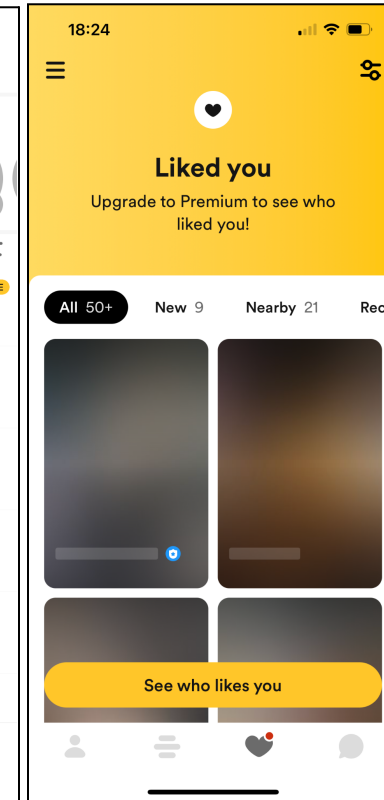 18:24
Liked you
Upgrade to Premium to see who
liked you!
All 50+ New 9 Nearby 21 Rec
See who likes you